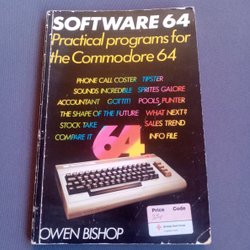 SOFTWARE 64
Practical programs for
the Commodore 64
PHONE CALL COSTER TIPSTER
SOUNDS INCREDIBLE SPRITES GALORE
ACCOUNTANT GOT IT! POOLS PUNTER
THE SHAPE OF THE FUTURE WHAT NEXT?
STOCK TAKE SALES TREND
COMPARE IT INFO FILE
64
Price Code
OWEN BISHOP